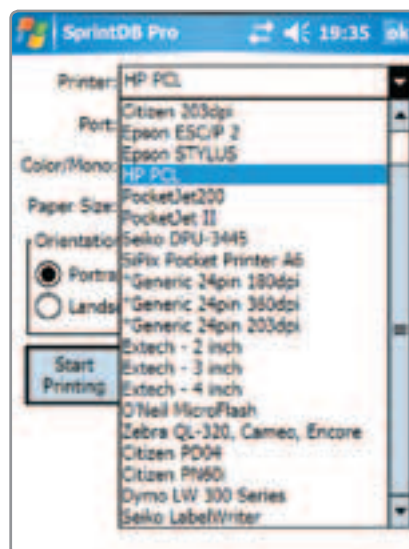 SprintDB Pro 19:35 ok
Printer: HP PCL
Port:
Color/Mono:
Paper Size:
Orientatio
Portra
Lands
Start
Printing
Citizen 203dpi
Epson ESC/P 2
Epson STYLUS
HP PCL
PocketJet200
PocketJet II
Seiko DPU-3445
SiPix Pocket Printer A6
*Generic 24pin 180dpi
*Generic 24pin 360dpi
*Generic 24pin 203dpi
Extech - 2 inch
Extech - 3 inch
Extech - 4 inch
O'Neil MicroFlash
Zebra QL-320, Cameo, Encore
Citizen PD04
Citizen PN60i
Dymo LW 300 Series
Seiko LabelWriter